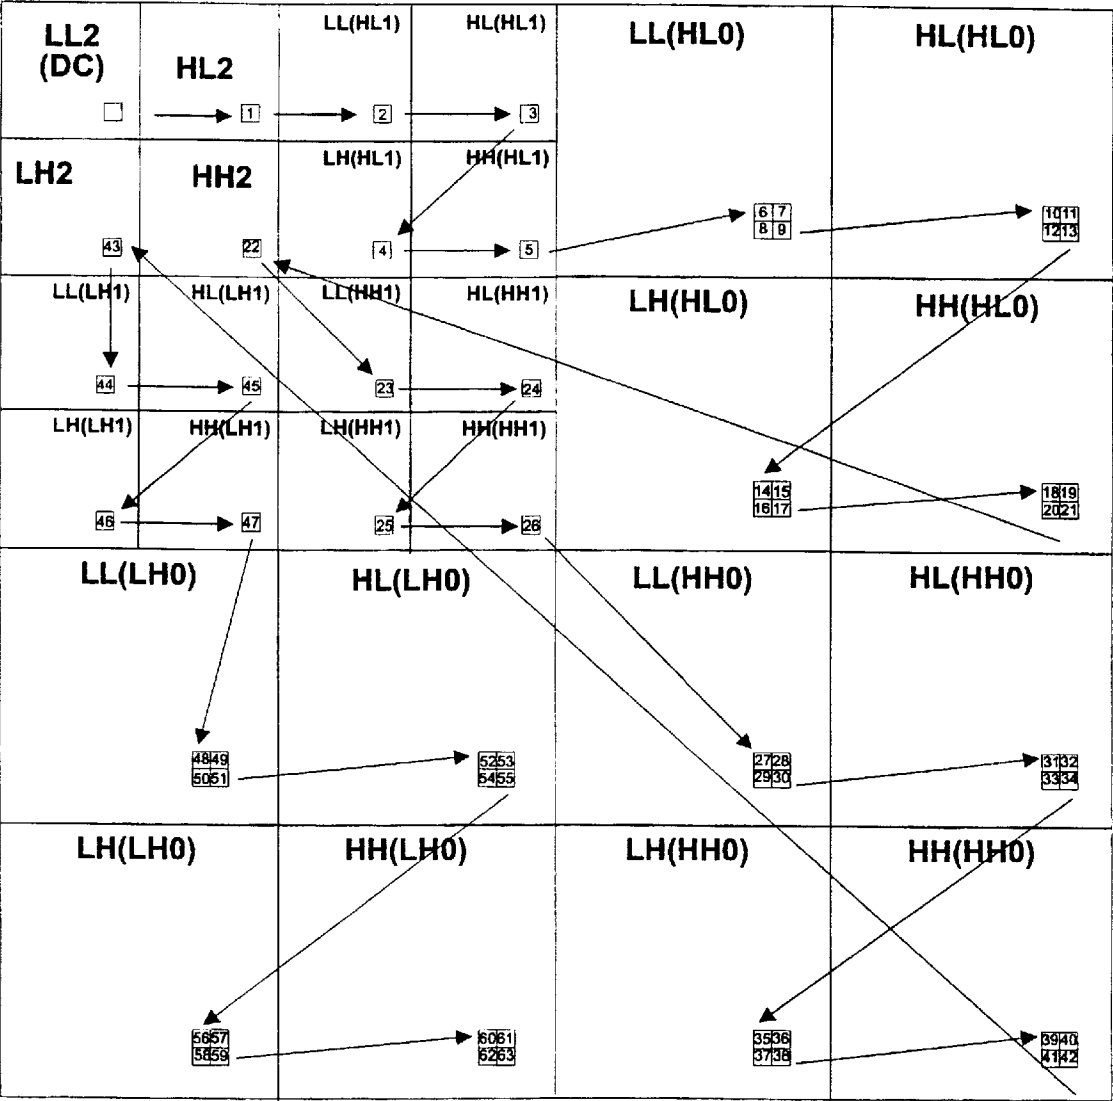 LL2
(DC)
HL2
LL(HL1)
HL(HL1)
LL(HL0)
HL(HL0)
1
2
3
LH2
HH2
LH(HL1)
HH(HL1)
43
22
4
5
6 7
8 9
10 11
12 13
LL(LH1)
HL(LH1)
LL(HH1)
HL(HH1)
LH(HL0)
HH(HL0)
44
45
23
24
LH(LH1)
HH(LH1)
LH(HH1)
HH(HH1)
46
47
25
26
14 15
16 17
18 19
20 21
LL(LH0)
HL(LH0)
LL(HH0)
HL(HH0)
48 49
50 51
52 53
54 55
27 28
29 30
31 32
33 34
LH(LH0)
HH(LH0)
LH(HH0)
HH(HH0)
56 57
58 59
60 61
62 63
35 36
37 38
39 40
41 42